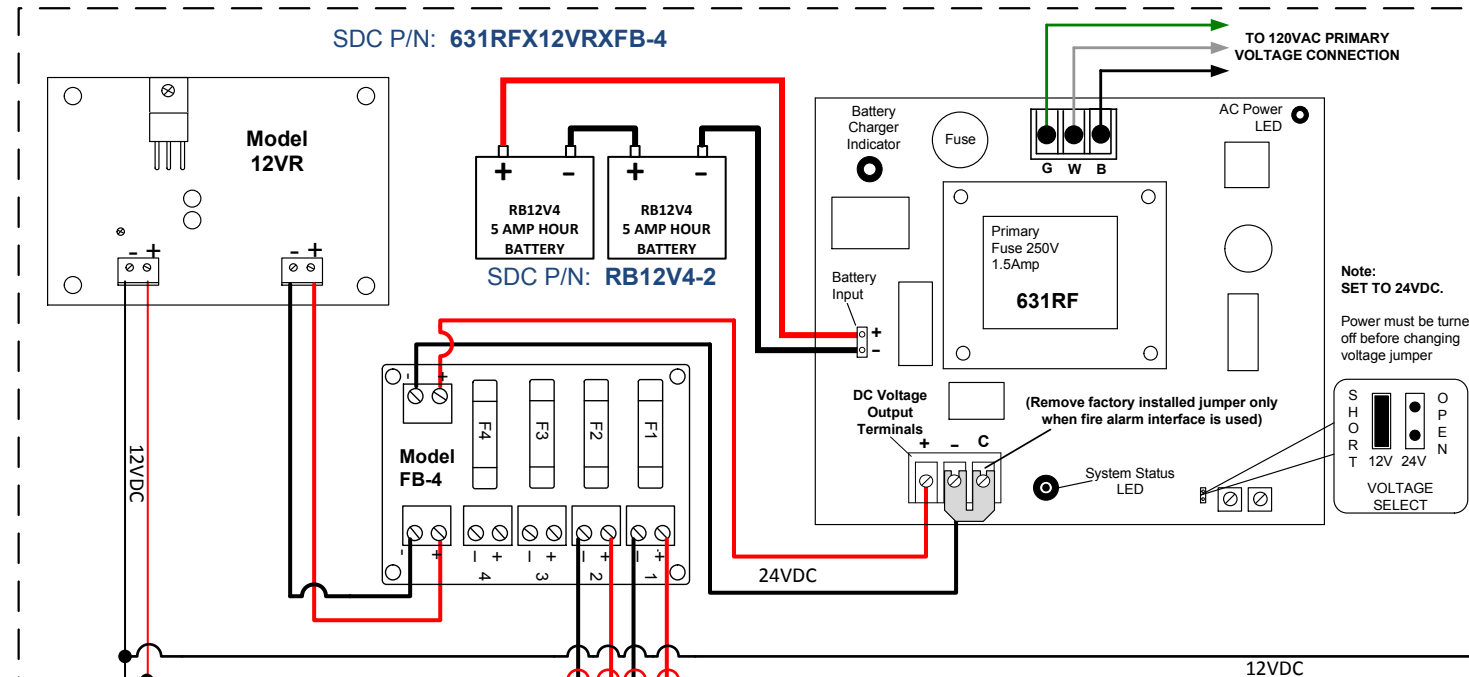 SDC P/N: 631RFX12VRXFB-4
TO 120VAC PRIMARY
VOLTAGE CONNECTION
Model
12VR
- +
- +
+ -
RB12V4
5 AMP HOUR
BATTERY
+ -
RB12V4
5 AMP HOUR
BATTERY
SDC P/N: RB12V4-2
Battery
Charger
Indicator
Fuse
G W B
AC Power
LED
Primary
Fuse 250V
1.5Amp
631RF
Battery
Input
+
-
Note:
SET TO 24VDC.
Power must be turne
off before changing
voltage jumper
SHORT
12V 24V
OPEN
VOLTAGE
SELECT
DC Voltage
Output
Terminals
+ - C
(Remove factory installed jumper only
when fire alarm interface is used)
System Status
LED
- +
F4
F3
F2
F1
Model
FB-4
- +
- +
4
- +
3
- +
2
- +
1
12VDC
24VDC
12VDC